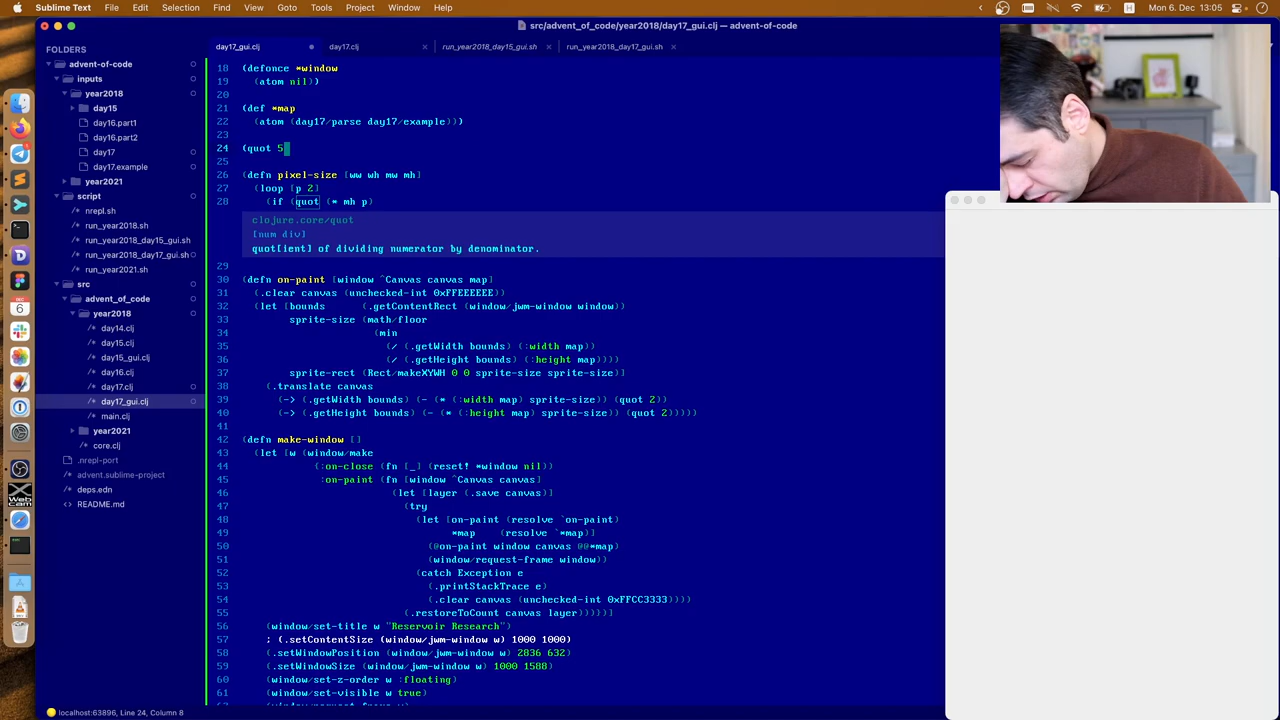 Sublime Text File Edit Selection Find View Goto Tools Project Window Help
Mon, 6 Dec 13:05
src/advent_of_code/year2018/day17_gui.clj — advent-of-code
FOLDERS
advent-of-code
inputs
year2018
day15
day16.part1
day16.part2
day17
day17.example
year2021
script
nrepl.sh
run_year2018.sh
run_year2018_day15_gui.sh
run_year2018_day17_gui.sh
run_year2021.sh
src
advent_of_code
year2018
day14.clj
day15.clj
day15_gui.clj
day16.clj
day17.clj
day17_gui.clj
main.clj
year2021
core.clj
.nrepl-port
advent.sublime-project
deps.edn
README.md
day17_gui.clj day17.clj run_year2018_day15_gui.sh run_year2018_day17_gui.sh
18 (defonce *window
19 (atom nil))
20
21 (def *map
22 (atom (day17/parse day17/example)))
23
24 (quot 5
25
26 (defn pixel-size [ww wh mw mh]
27 (loop [p 2]
28 (if (quot (* mh p)
clojure.core/quot
[num div]
quot[ient] of dividing numerator by denominator.
29
30 (defn on-paint [window ^Canvas canvas map]
31 (.clear canvas (unchecked-int 0xFFEEEEEE))
32 (let [bounds (.getContentRect (window/jwm-window window))
33 sprite-size (math/floor
34 (min
35 (/ (.getWidth bounds) (:width map))
36 (/ (.getHeight bounds) (:height map))))
37 sprite-rect (Rect/makeXYWH 0 0 sprite-size sprite-size)]
38 (.translate canvas
39 (-> (.getWidth bounds) (- (* (:width map) sprite-size)) (quot 2))
40 (-> (.getHeight bounds) (- (* (:height map) sprite-size)) (quot 2)))))
41
42 (defn make-window []
43 (let [w (window/make
44 {:on-close (fn [_] (reset! *window nil))
45 :on-paint (fn [window ^Canvas canvas]
46 (let [layer (.save canvas)]
47 (try
48 (let [on-paint (resolve `on-paint)
49 *map (resolve `*map)]
50 (@on-paint window canvas @@*map)
51 (window/request-frame window))
52 (catch Exception e
53 (.printStackTrace e)
54 (.clear canvas (unchecked-int 0xFFCC3333))))
55 (.restoreToCount canvas layer)))})]
56 (window/set-title w "Reservoir Research")
57 ; (.setContentSize (window/jwm-window w) 1000 1000)
58 (.setWindowPosition (window/jwm-window w) 2836 632)
59 (.setWindowSize (window/jwm-window w) 1000 1588)
60 (window/set-z-order w :floating)
61 (window/set-visible w true)
localhost:63896, Line 24, Column 8